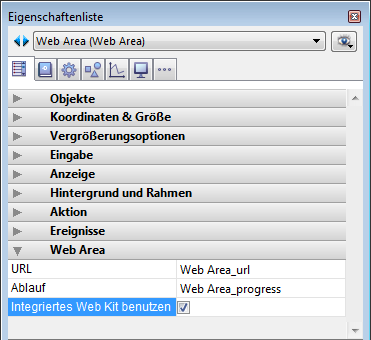 Eigenschaftenliste
Web Area (Web Area)
Objekte
Koordinaten & Größe
Vergrößerungsoptionen
Eingabe
Anzeige
Hintergrund und Rahmen
Aktion
Ereignisse
Web Area
URL Web Area_url
Ablauf Web Area_progress
Integriertes Web Kit benutzen